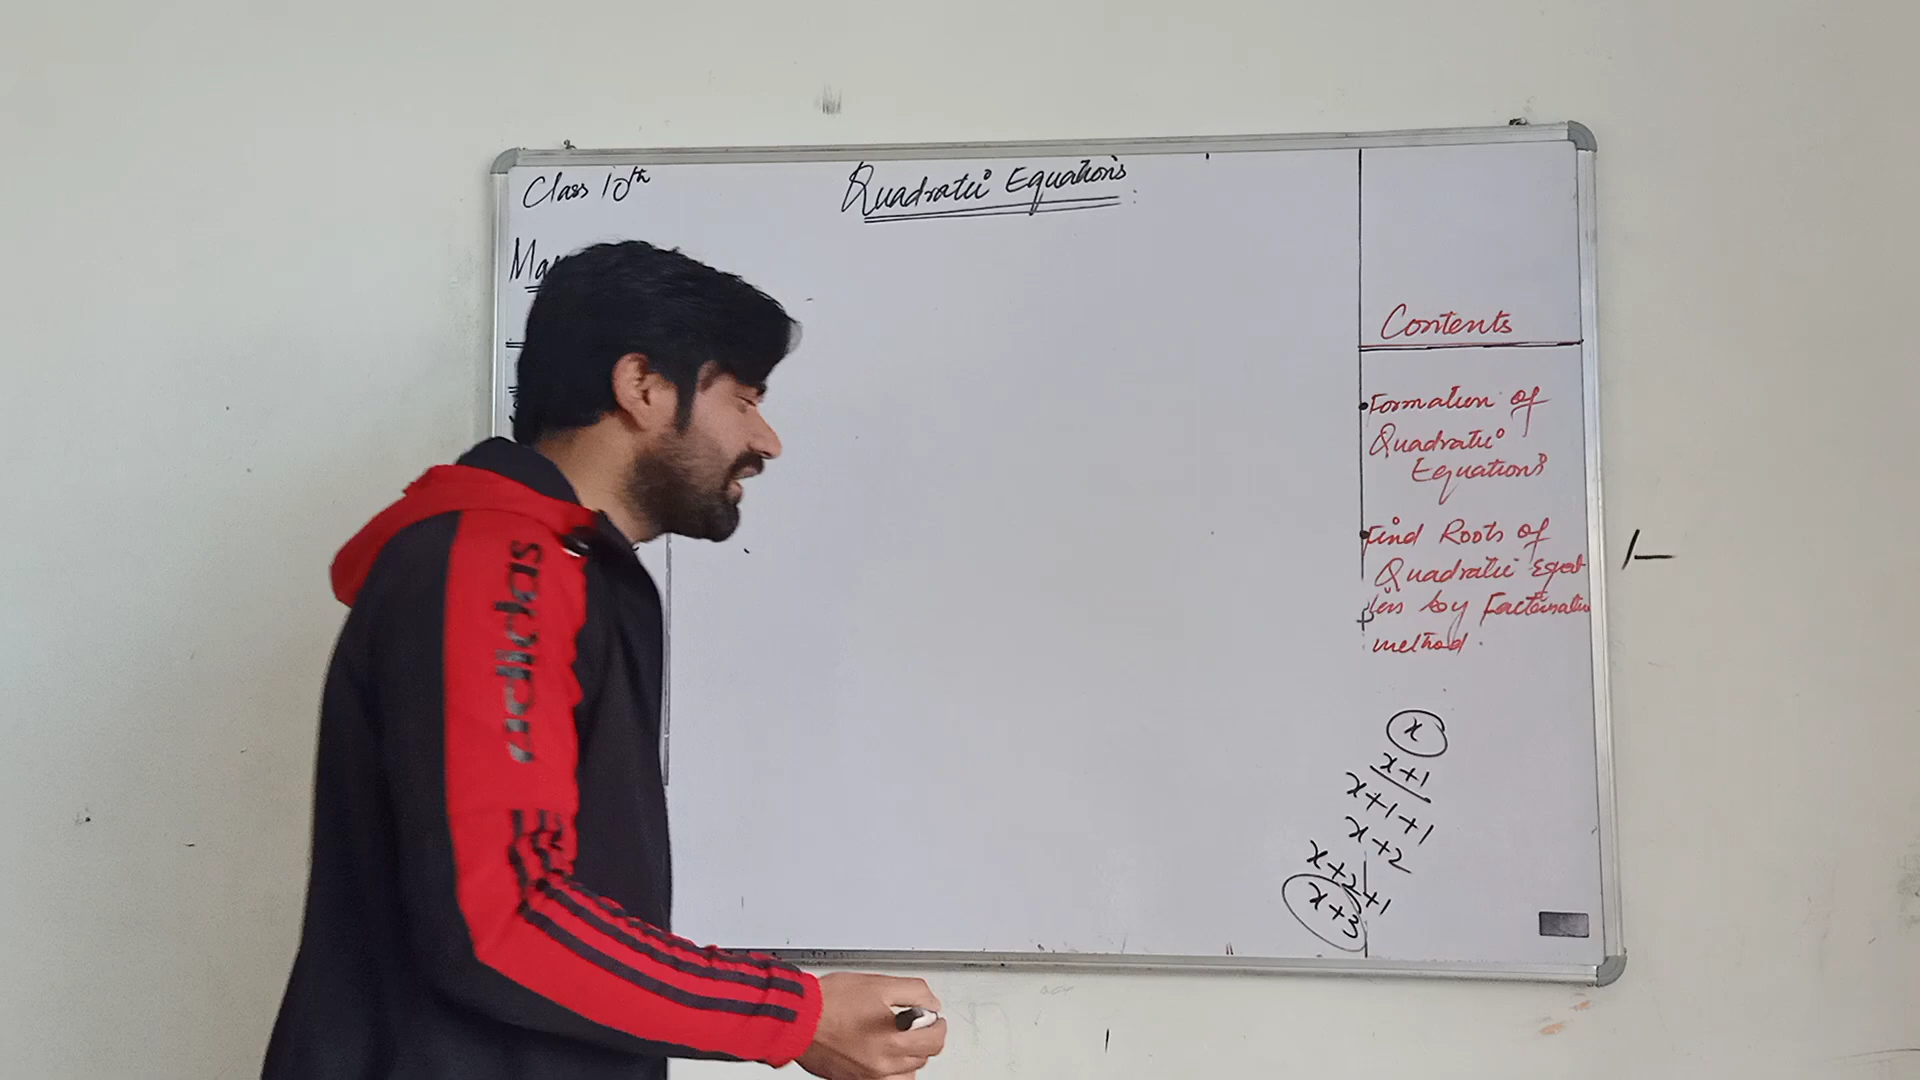 Class 10th
Quadratic Equations
Contents
Formation of
Quadratic
Equations
Find Roots of
Quadratic Equat
ions by Factorisation
method.
x
x+1
x+1+1
x+2
x+2+1
x+3
adidas